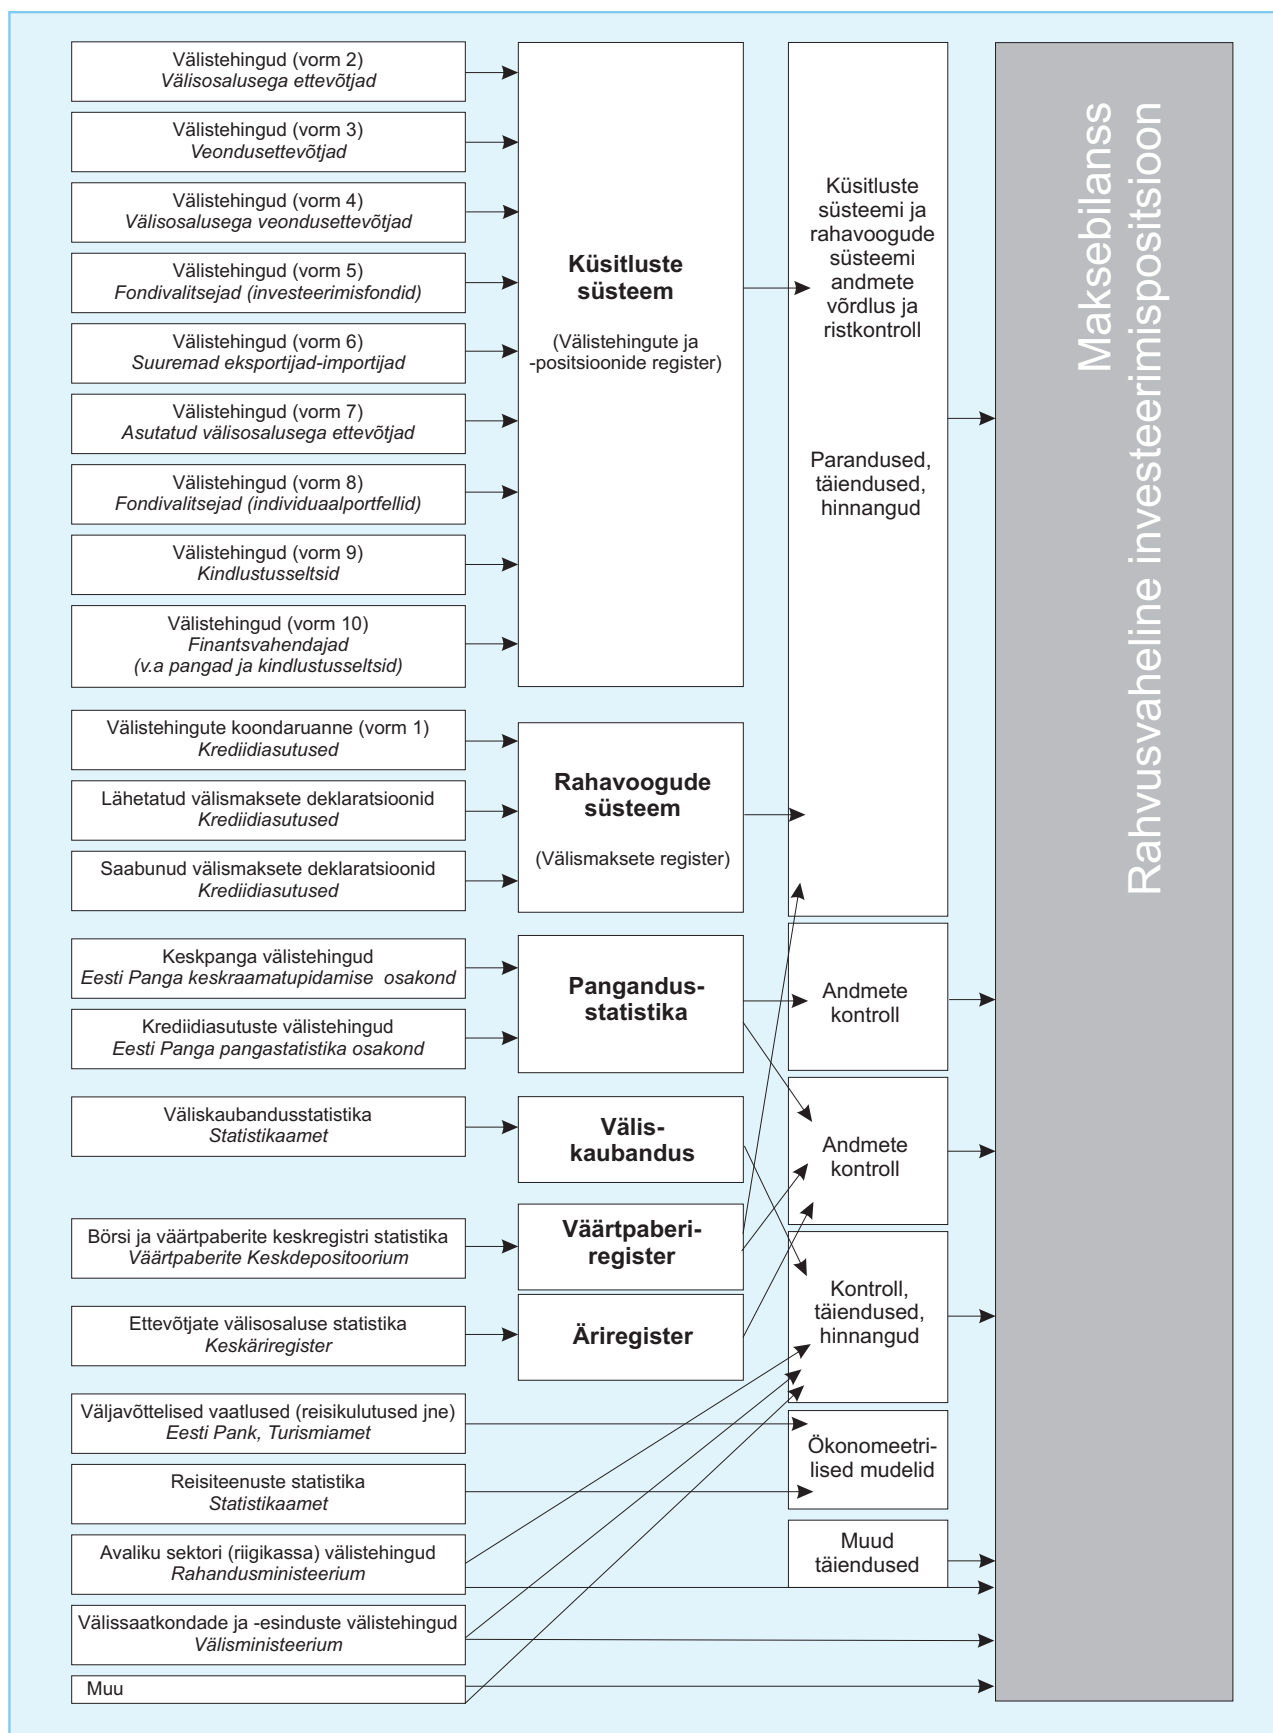 Välistehingud (vorm 2)
Välisosalusega ettevõtjad
Välistehingud (vorm 3)
Veondusettevõtjad
Välistehingud (vorm 4)
Välisosalusega veondusettevõtjad
Välistehingud (vorm 5)
Fondivalitsejad (investeerimisfondid)
Välistehingud (vorm 6)
Suuremad eksportijad-importijad
Välistehingud (vorm 7)
Asutatud välisosalusega ettevõtjad
Välistehingud (vorm 8)
Fondivalitsejad (individuaalportfellid)
Välistehingud (vorm 9)
Kindlustusseltsid
Välistehingud (vorm 10)
Finantsvahendajad
(v.a pangad ja kindlustusseltsid)
Välistehingute koondaruanne (vorm 1)
Krediidiasutused
Lähetatud välismaksete deklaratsioonid
Krediidiasutused
Saabunud välismaksete deklaratsioonid
Krediidiasutused
Keskpanga välistehingud
Eesti Panga keskraamatupidamise osakond
Krediidiasutuste välistehingud
Eesti Panga pangastatistika osakond
Väliskaubandusstatistika
Statistikaamet
Börsi ja väärtpaberite keskregistri statistika
Väärtpaberite Keskdepositoorium
Ettevõtjate välisosaluse statistika
Keskäriregister
Väljavõttelised vaatlused (reisikulutused jne)
Eesti Pank, Turismiamet
Reisiteenuste statistika
Statistikaamet
Avaliku sektori (riigikassa) välistehingud
Rahandusministeerium
Välissaatkondade ja -esinduste välistehingud
Välisministeerium
Muu
Küsitluste
süsteem
(Välistehingute ja
-positsioonide register)
Rahavoogude
süsteem
(Välismaksete register)
Pangandus-
statistika
Välis-
kaubandus
Väärtpaberi-
register
Äriregister
Küsitluste
süsteemi ja
rahavoogude
süsteemi
andmete
võrdlus ja
ristkontroll
Parandused,
täiendused,
hinnangud
Andmete
kontroll
Andmete
kontroll
Kontroll,
täiendused,
hinnangud
Ökonomeetri-
lised mudelid
Muud
täiendused
Maksebilanss
Rahvusvaheline investeerimispositsioon